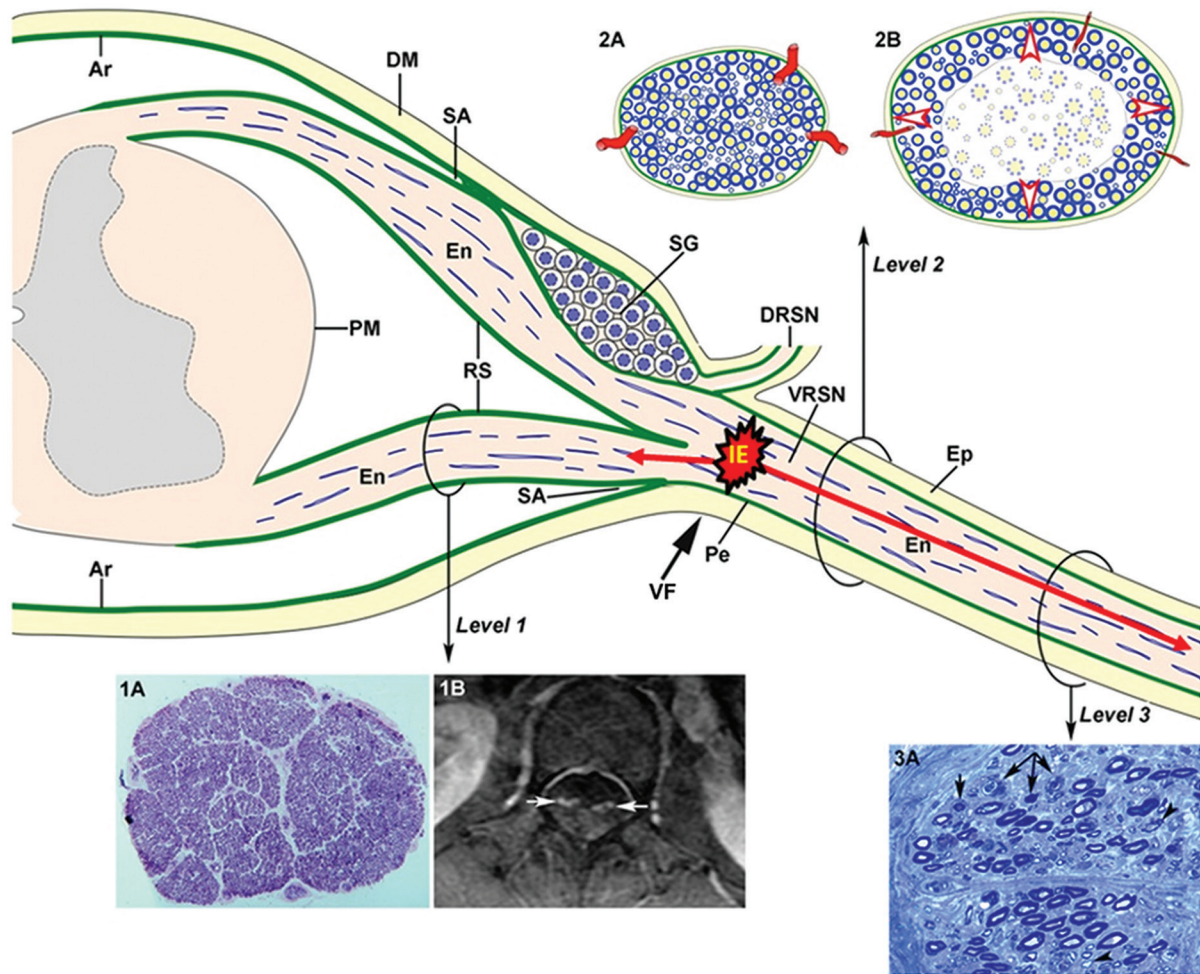 2A
2B
Ar
DM
SA
En
SG
Level 2
DRSN
PM
RS
VRSN
IE
Ep
En
SA
Pe
En
Ar
VF
Level 1
Level 3
1A
1B
3A